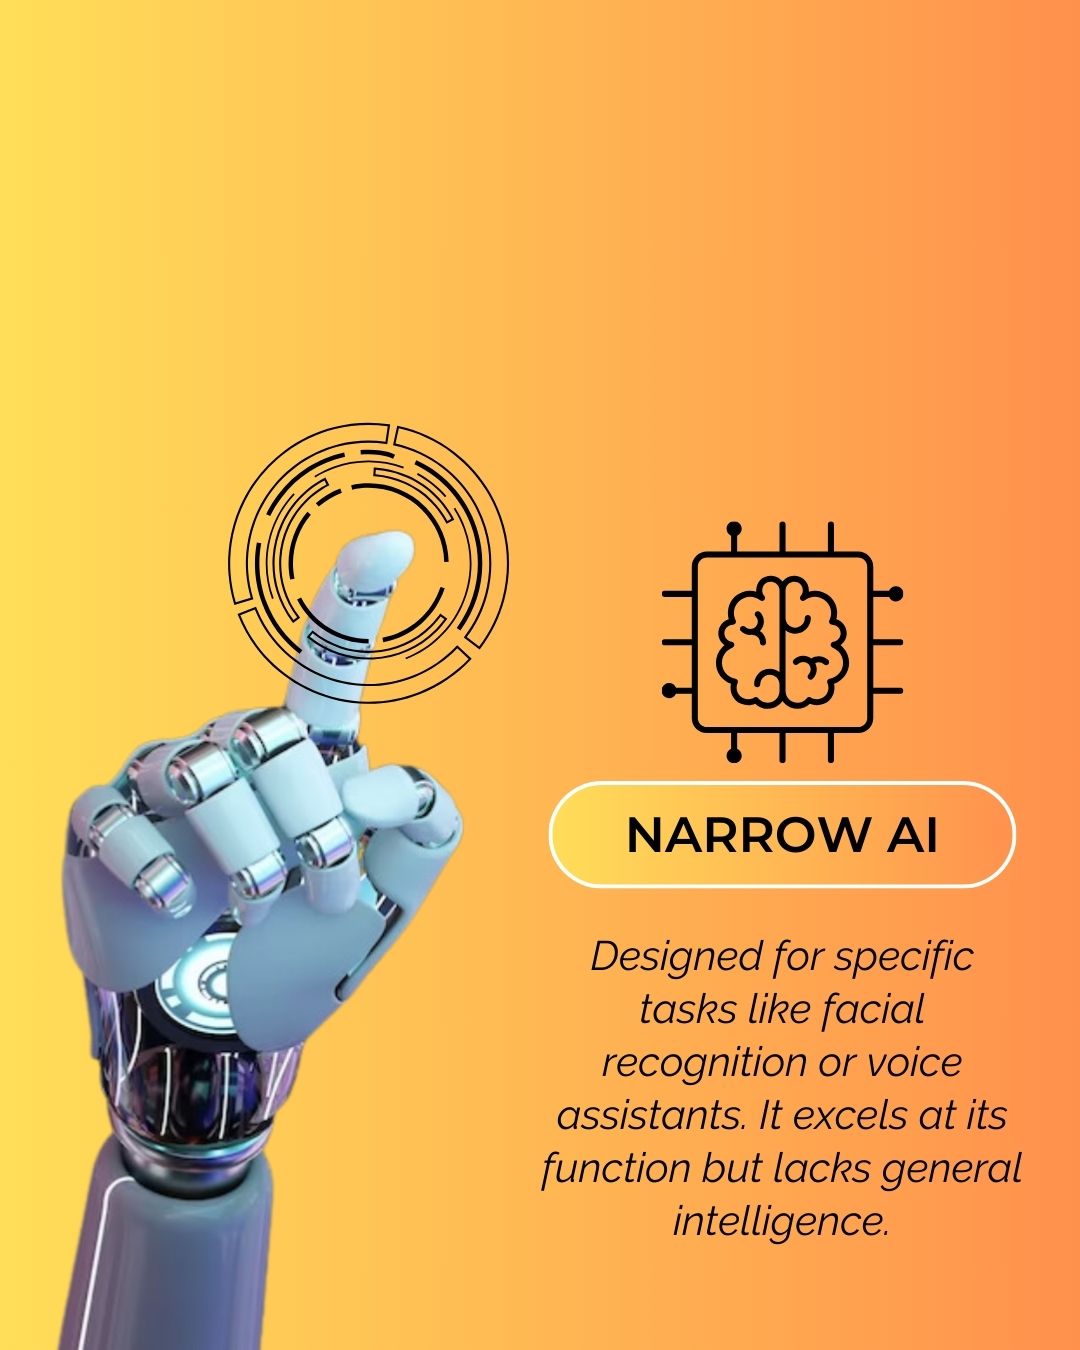 NARROW AI
Designed for specific
tasks like facial
recognition or voice
assistants. It excels at its
function but lacks general
intelligence.